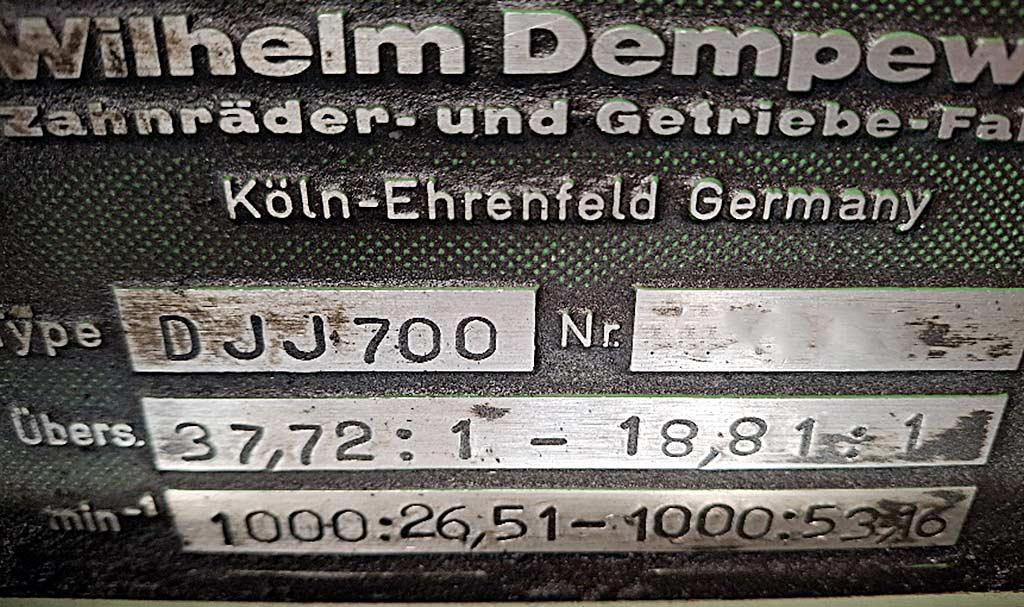 Wilhelm Dempew
Zahnräder- und Getriebe-Fa
Köln-Ehrenfeld Germany
Type DJJ700 Nr.
Übers. 37,72:1 - 18,81:1
min-1 1000:26,51-1000:53,16